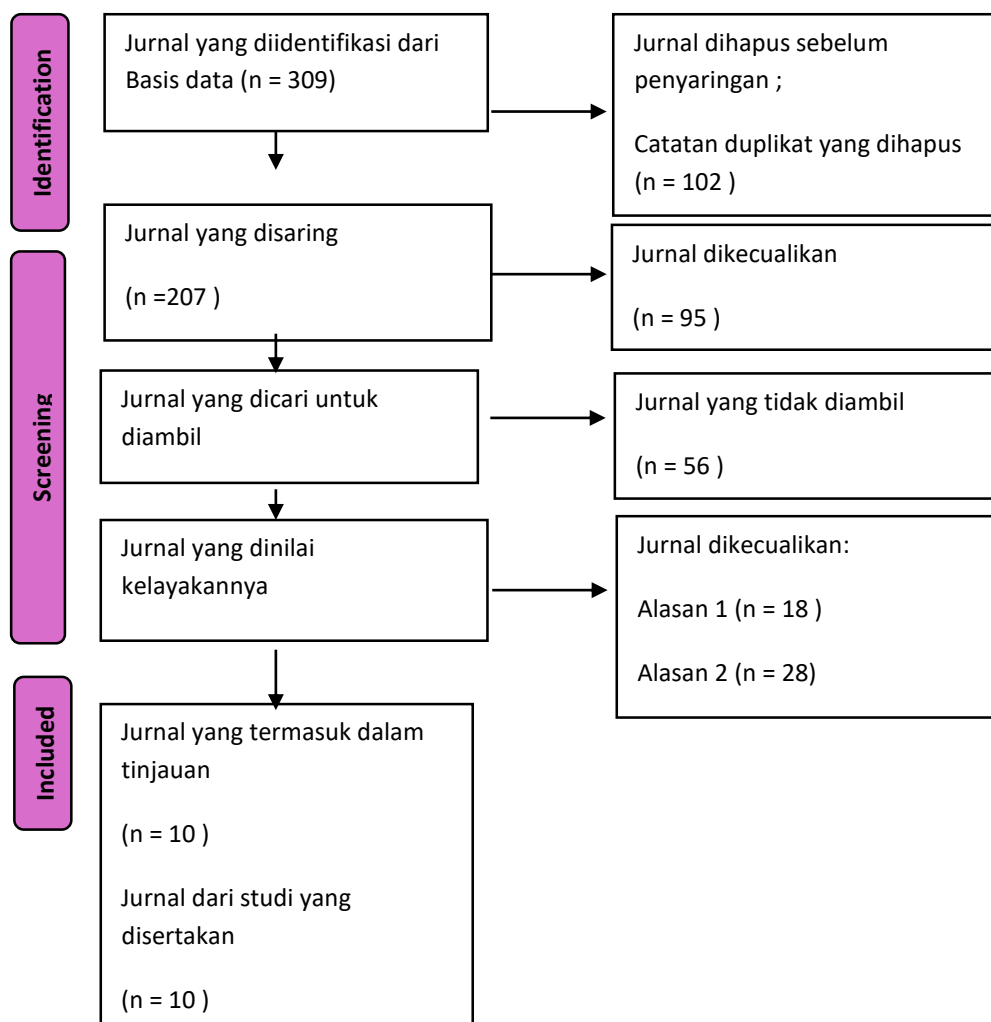 Identification
Jurnal yang diidentifikasi dari
Basis data (n = 309)
Jurnal dihapus sebelum
penyaringan ;
Catatan duplikat yang dihapus
(n = 102 )
Screening
Jurnal yang disaring
(n =207 )
Jurnal dikecualikan
(n = 95 )
Jurnal yang dicari untuk
diambil
Jurnal yang tidak diambil
(n = 56 )
Jurnal yang dinilai
kelayakannya
Jurnal dikecualikan:
Alasan 1 (n = 18 )
Alasan 2 (n = 28)
Included
Jurnal yang termasuk dalam
tinjauan
(n = 10 )
Jurnal dari studi yang
disertakan
(n = 10 )